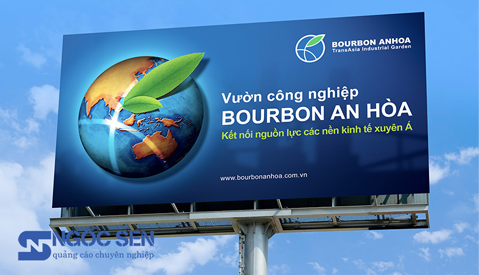 BOURBON ANHOA
TransAsia Industrial Garden
Vườn công nghiệp
BOURBON AN HÒA
Kết nối nguồn lực các nền kinh tế xuyên Á
www.bourbonanhoa.com.vn
NGỌC SEN
quảng cáo chuyên nghiệp